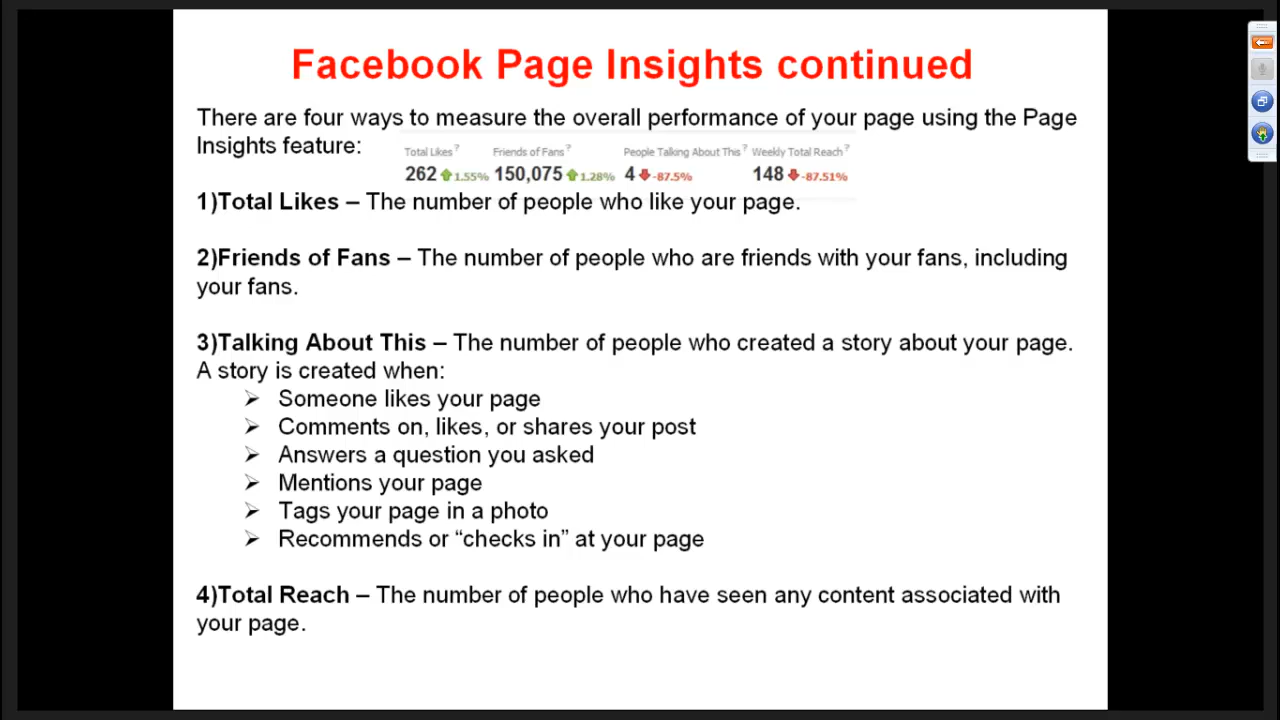 Facebook Page Insights continued
There are four ways to measure the overall performance of your page using the Page
Insights feature:
Total Likes? Friends of Fans? People Talking About This? Weekly Total Reach?
262 1.55% 150,075 1.28% 4 -87.5% 148 -87.51%
1)Total Likes – The number of people who like your page.
2)Friends of Fans – The number of people who are friends with your fans, including
your fans.
3)Talking About This – The number of people who created a story about your page.
A story is created when:
Someone likes your page
Comments on, likes, or shares your post
Answers a question you asked
Mentions your page
Tags your page in a photo
Recommends or “checks in” at your page
4)Total Reach – The number of people who have seen any content associated with
your page.